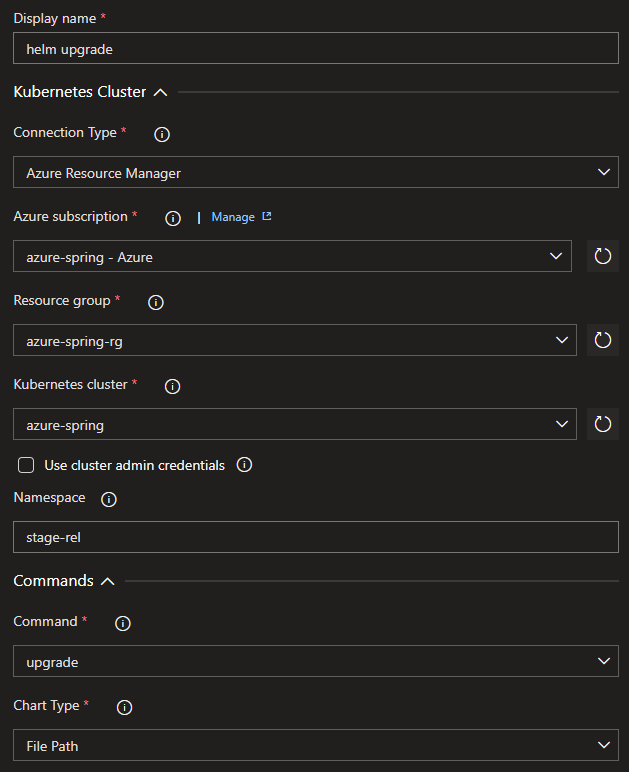 Display name *
helm upgrade
Kubernetes Cluster
Connection Type *
Azure Resource Manager
Azure subscription * | Manage
azure-spring - Azure
Resource group *
azure-spring-rg
Kubernetes cluster *
azure-spring
Use cluster admin credentials
Namespace
stage-rel
Commands
Command *
upgrade
Chart Type *
File Path